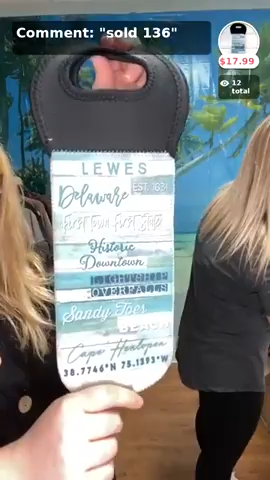 Comment: "sold 136"
$17.99
12
total
LEWES
Delaware
EST. 1631
First Town First State
Historic
Downtown
LIGHTSHIP
OVERFALLS
Sandy Toes
BEACH
Cape Henlopen
38.7746°N 75.1393°W